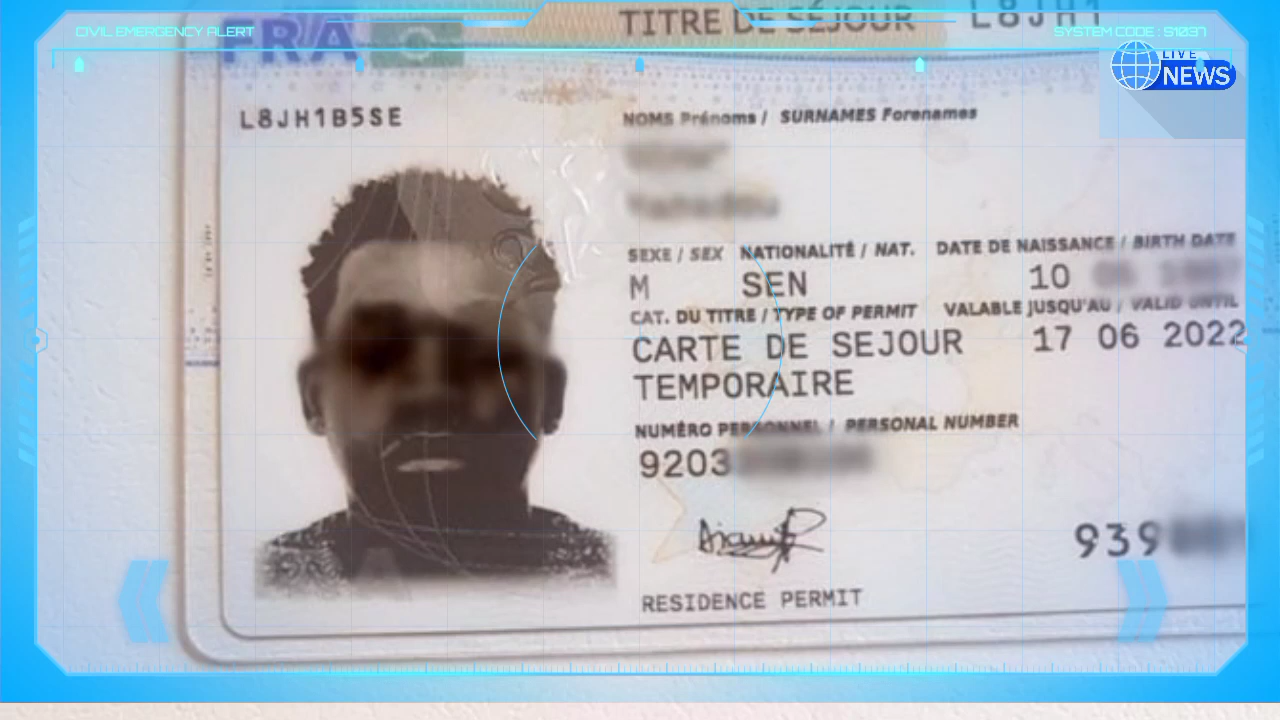 CIVIL EMERGENCY ALERT
SYSTEM CODE : S1037
LIVE
NEWS
FRA
TITRE DE SÉJOUR
L8JH1
L8JH1B5SE
NOMS Prénoms / SURNAMES Forenames
SEXE / SEX NATIONALITÉ / NAT. DATE DE NAISSANCE / BIRTH DATE
M SEN 10
CAT. DU TITRE / TYPE OF PERMIT VALABLE JUSQU'AU / VALID UNTIL
CARTE DE SEJOUR 17 06 2022
TEMPORAIRE
NUMÉRO PERSONNEL / PERSONAL NUMBER
9203
939
RESIDENCE PERMIT